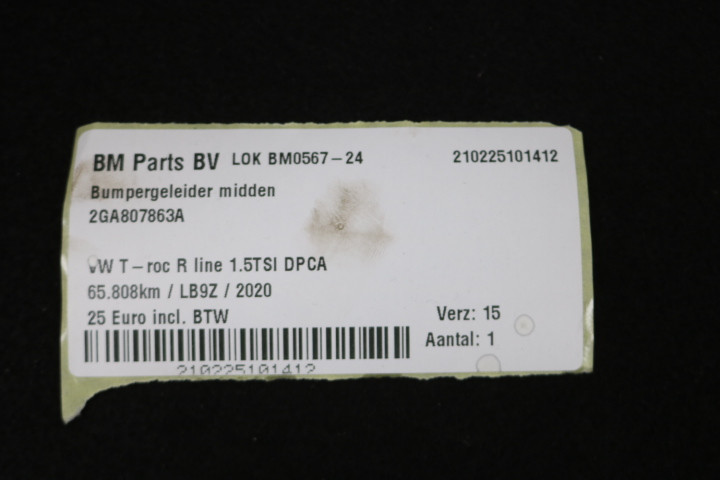 BM Parts BV LOK BM0567-24 210225101412
Bumpergeleider midden
2GA807863A
VW T-roc R line 1.5TSI DPCA
65.808km / LB9Z / 2020
25 Euro incl. BTW Verz: 15
Aantal: 1
210225101412